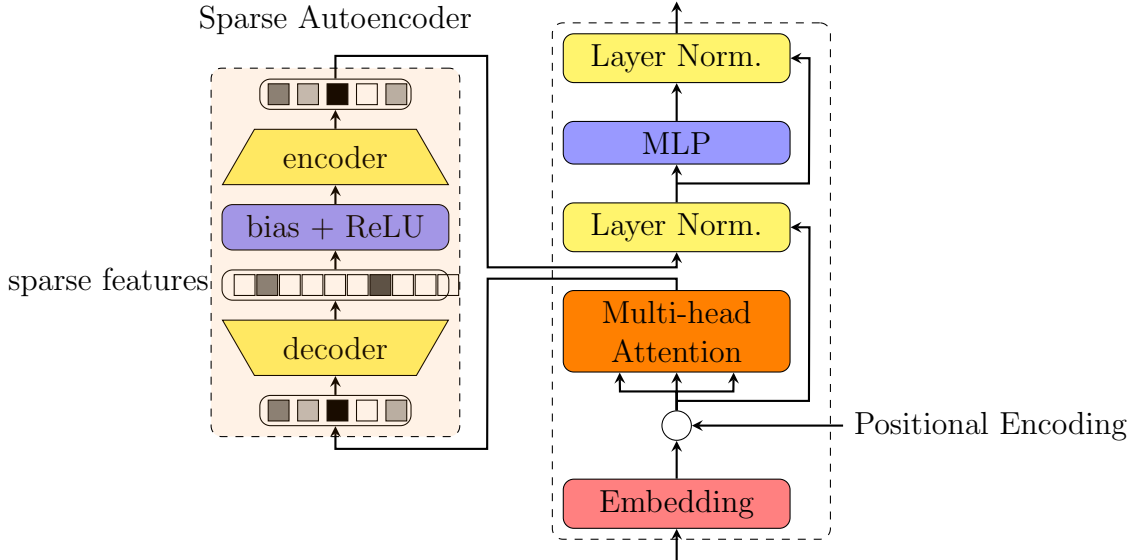 Sparse Autoencoder
encoder
bias + ReLU
sparse features
decoder
Layer Norm.
MLP
Layer Norm.
Multi-head
Attention
Positional Encoding
Embedding